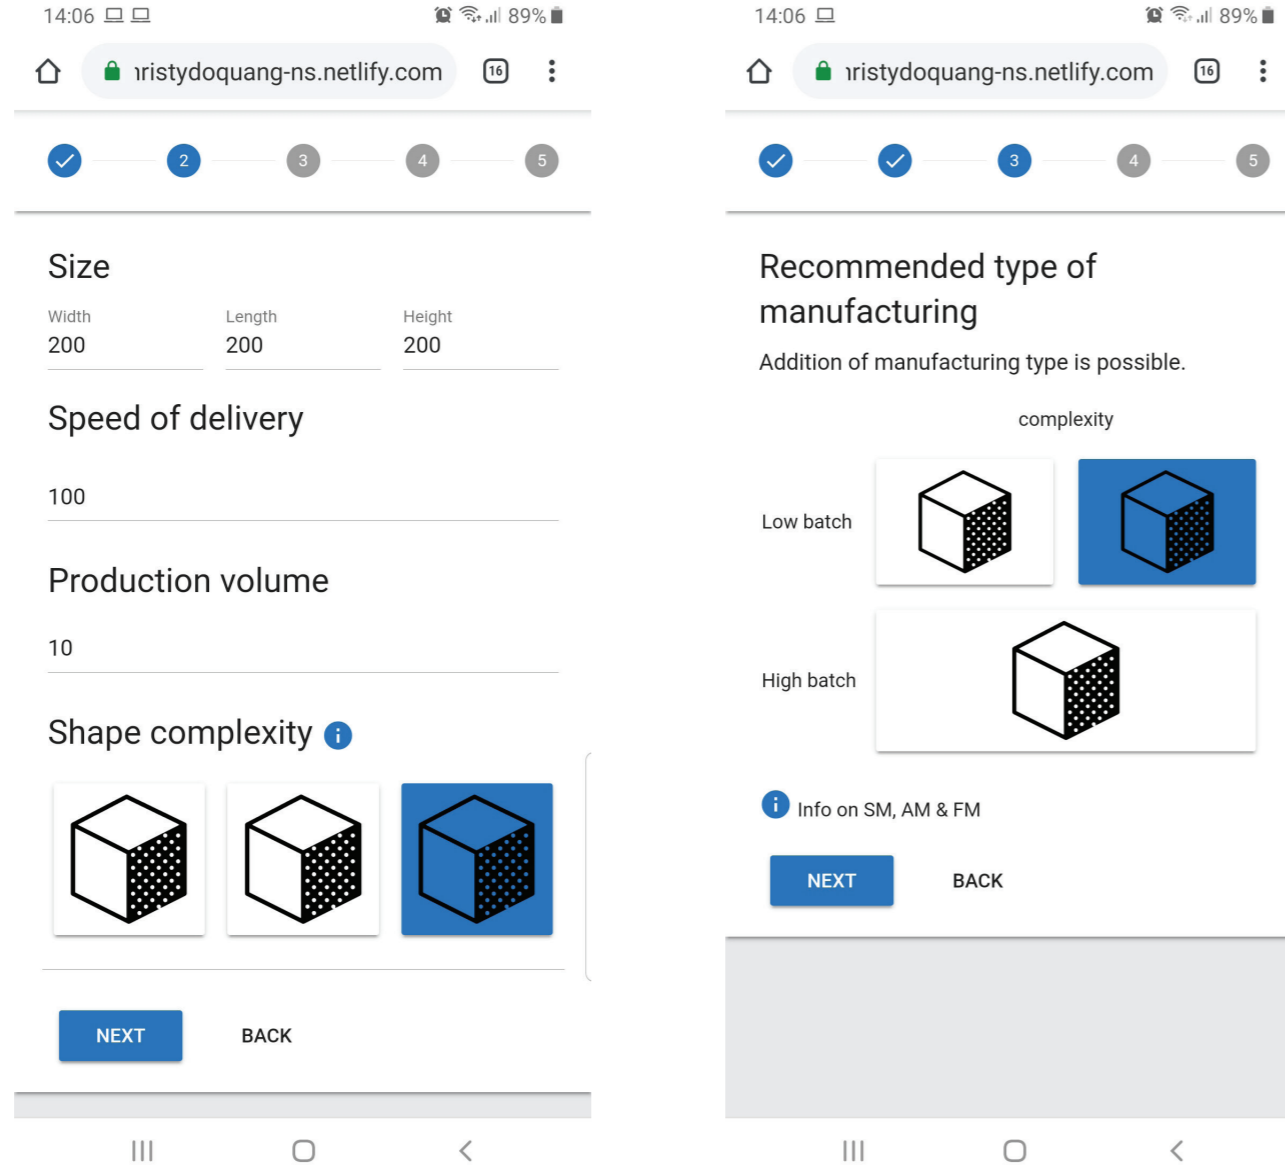 14:06 89%
ristydoquang-ns.netlify.com 16
2 3 4 5
Size
Width Length Height
200 200 200
Speed of delivery
100
Production volume
10
Shape complexity i
NEXT BACK
14:06 89%
ristydoquang-ns.netlify.com 16
3 4 5
Recommended type of
manufacturing
Addition of manufacturing type is possible.
complexity
Low batch
High batch
i Info on SM, AM & FM
NEXT BACK